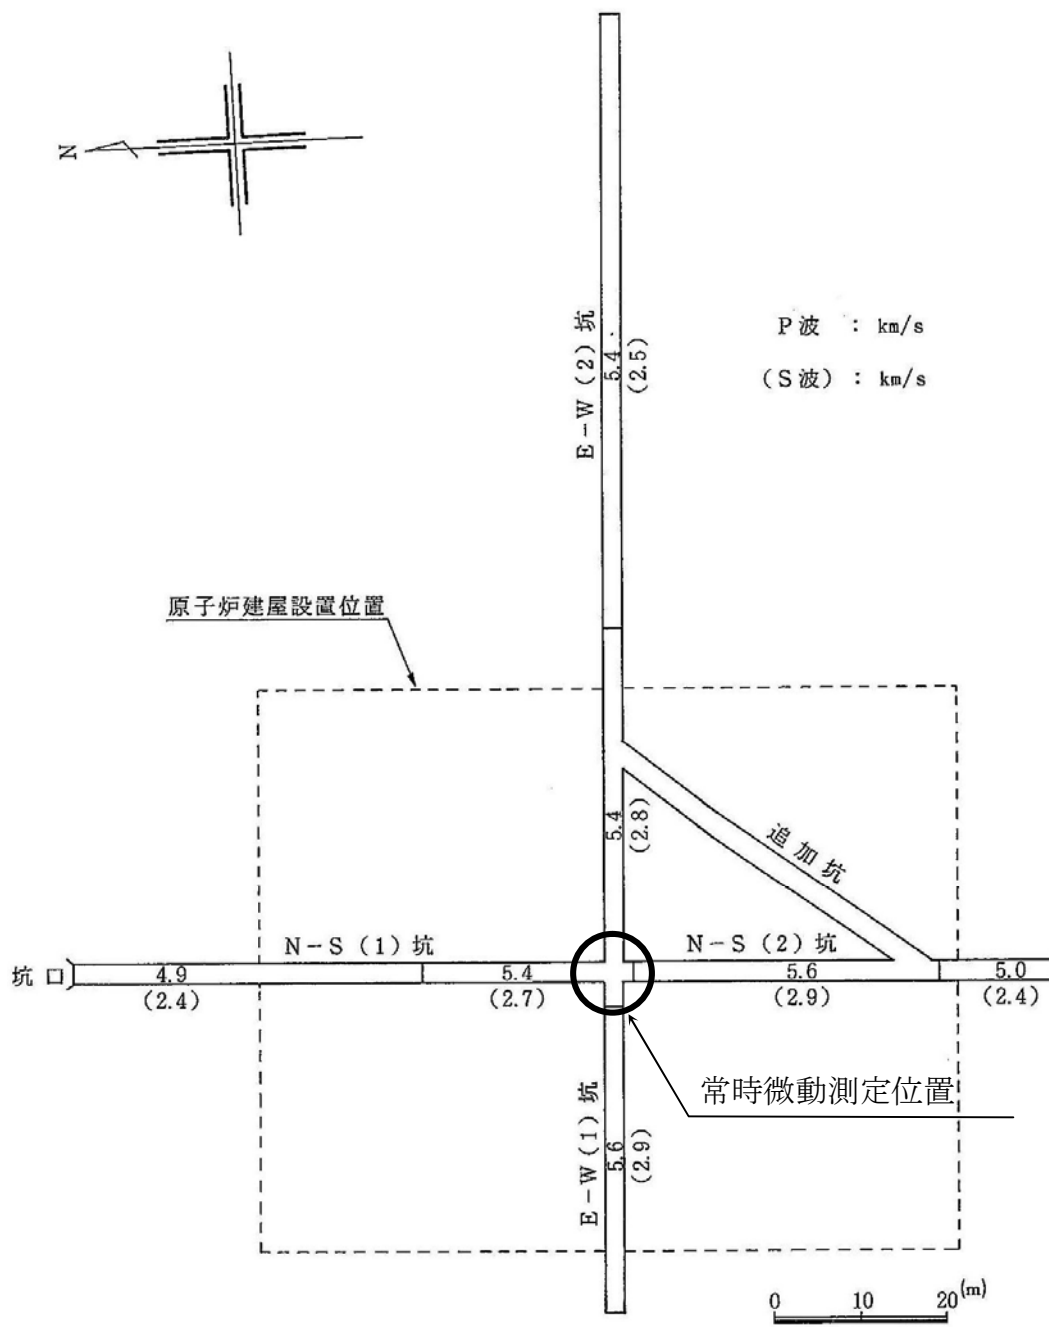 N
P波 : km/s
(S波) : km/s
E-W(2)坑
5.4
(2.5)
原子炉建屋設置位置
5.4
(2.8)
追加坑
N-S(1)坑
N-S(2)坑
坑口
4.9
5.4
5.6
5.0
(2.4)
(2.7)
(2.9)
(2.4)
常時微動測定位置
E-W(1)坑
5.6
(2.9)
0 10 20(m)